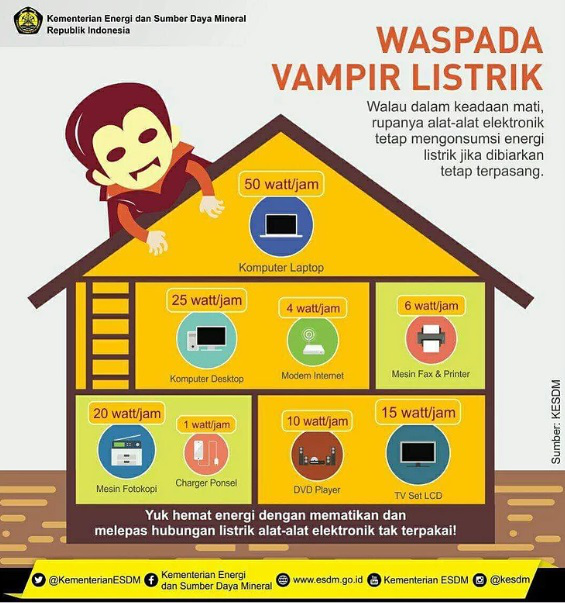 Kementerian Energi dan Sumber Daya Mineral
Republik Indonesia
WASPADA
VAMPIR LISTRIK
Walau dalam keadaan mati,
rupanya alat-alat elektronik
tetap mengonsumsi energi
listrik jika dibiarkan
tetap terpasang.
50 watt/jam
Komputer Laptop
25 watt/jam
Komputer Desktop
4 watt/jam
Modem Internet
6 watt/jam
Mesin Fax & Printer
20 watt/jam
Mesin Fotokopi
1 watt/jam
Charger Ponsel
10 watt/jam
DVD Player
15 watt/jam
TV Set LCD
Sumber: KESDM
Yuk hemat energi dengan mematikan dan
melepas hubungan listrik alat-alat elektronik tak terpakai!
@KementerianESDM
Kementerian Energi
dan Sumber Daya Mineral
www.esdm.go.id
Kementerian ESDM
@kesdm